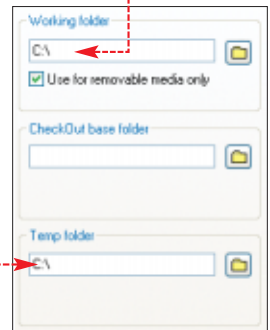 Working folder
C:\
Use for removable media only
CheckOut base folder
Temp folder
C:\